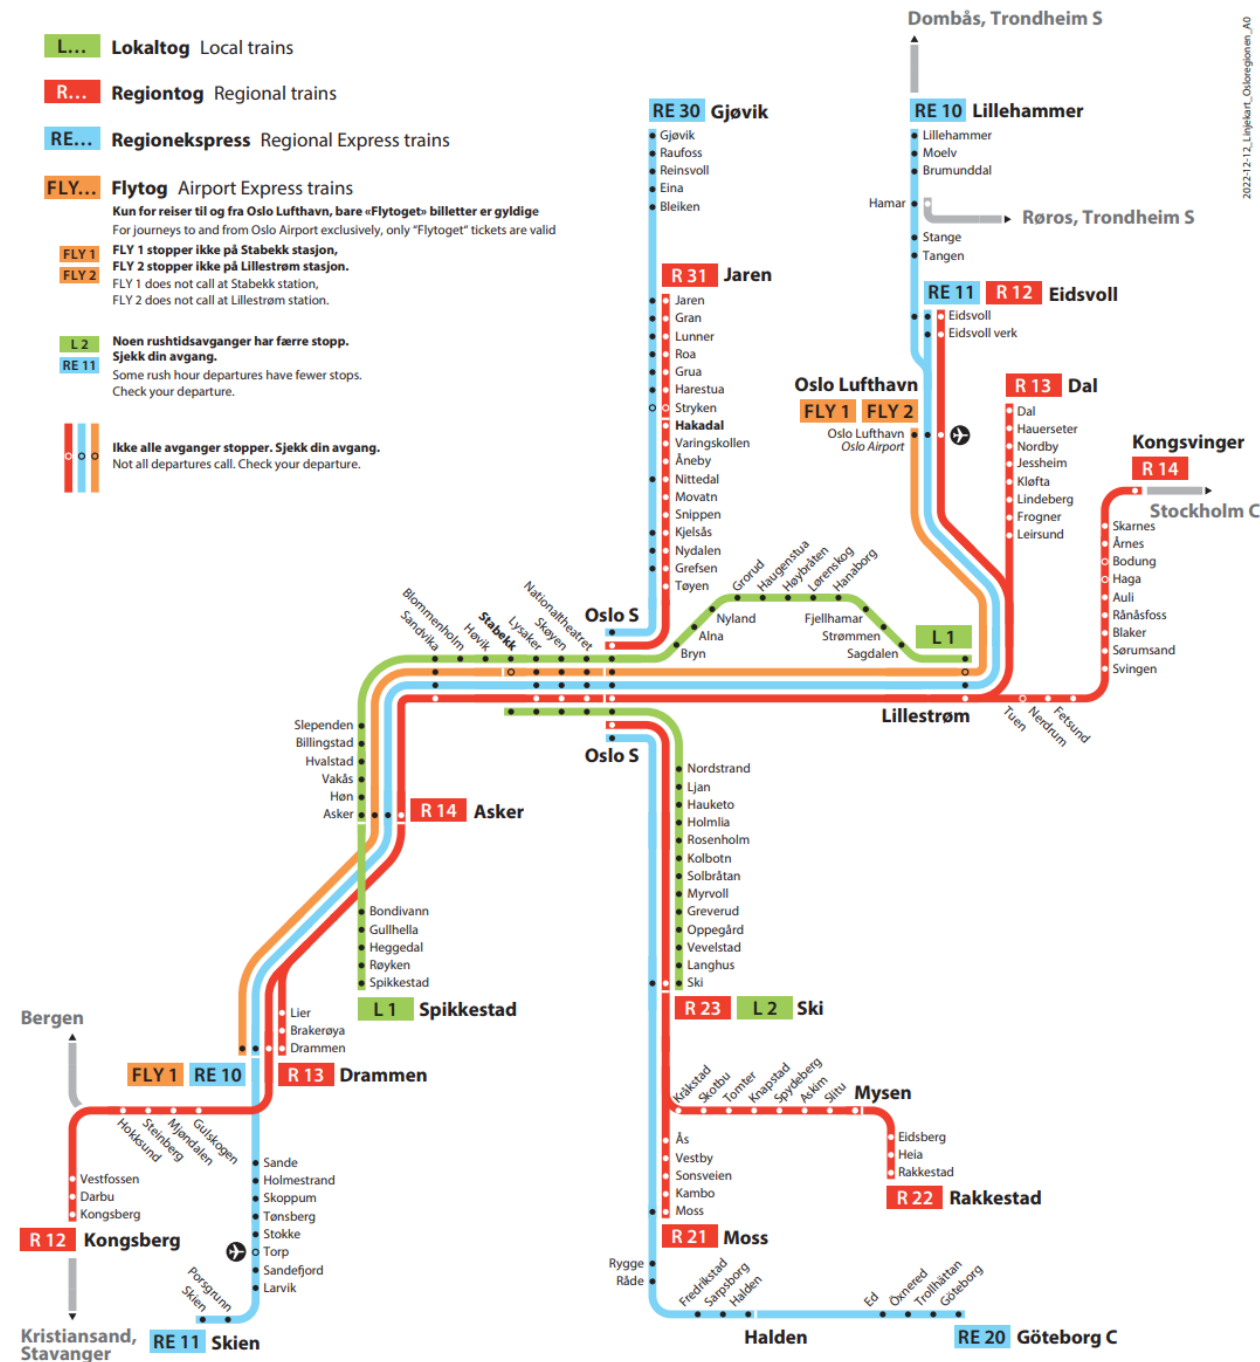 L... Lokaltog Local trains
R... Regiontog Regional trains
RE... Regionekspress Regional Express trains
FLY... Flytog Airport Express trains
Kun for reiser til og fra Oslo Lufthavn, bare «Flytoget» billetter er gyldige
For journeys to and from Oslo Airport exclusively, only "Flytoget" tickets are valid
FLY 1
FLY 2
FLY 1 stopper ikke på Stabekk stasjon,
FLY 2 stopper ikke på Lillestrøm stasjon.
FLY 1 does not call at Stabekk station,
FLY 2 does not call at Lillestrøm station.
L 2
RE 11
Noen rushtidsavganger har færre stopp.
Sjekk din avgang.
Some rush hour departures have fewer stops.
Check your departure.
Ikke alle avganger stopper. Sjekk din avgang.
Not all departures call. Check your departure.
2022-12-12_Linjekart_Osloregionen_A0
Dombås, Trondheim S
RE 10 Lillehammer
Lillehammer
Moelv
Brumunddal
Hamar
Røros, Trondheim S
Stange
Tangen
RE 11 R 12 Eidsvoll
Eidsvoll
Eidsvoll verk
Oslo Lufthavn
FLY 1 FLY 2
Oslo Lufthavn
Oslo Airport
RE 30 Gjøvik
Gjøvik
Raufoss
Reinsvoll
Eina
Bleiken
R 31 Jaren
Jaren
Gran
Lunner
Roa
Grua
Harestua
Stryken
Hakadal
Varingskollen
Åneby
Nittedal
Movatn
Snippen
Kjelsås
Nydalen
Grefsen
Tøyen
Oslo S
R 13 Dal
Dal
Hauerseter
Nordby
Jessheim
Kløfta
Lindeberg
Frogner
Leirsund
Kongsvinger
R 14
Stockholm C
Skarnes
Årnes
Bodung
Haga
Auli
Rånåsfoss
Blaker
Sørumsand
Svingen
Fetsund
Nerdrum
Tuen
Lillestrøm
L 1
Sagdalen
Strømmen
Fjellhamar
Hanaborg
Lørenskog
Høybråten
Haugenstua
Grorud
Nyland
Alna
Bryn
Nationaltheatret
Skøyen
Lysaker
Stabekk
Høvik
Blommenholm
Sandvika
Slependen
Billingstad
Hvalstad
Vakås
Høn
Asker
R 14 Asker
Bondivann
Gullhella
Heggedal
Røyken
Spikkestad
L 1 Spikkestad
Lier
Brakerøya
Drammen
FLY 1 RE 10 R 13 Drammen
Bergen
Gulskogen
Mjøndalen
Steinberg
Hokksund
Vestfossen
Darbu
Kongsberg
R 12 Kongsberg
Kristiansand,
Stavanger
Sande
Holmestrand
Skoppum
Tønsberg
Stokke
Torp
Sandefjord
Larvik
Porsgrunn
Skien
RE 11 Skien
Oslo S
Nordstrand
Ljan
Hauketo
Holmlia
Rosenholm
Kolbotn
Solbråtan
Myrvoll
Greverud
Oppegård
Vevelstad
Langhus
Ski
R 23 L 2 Ski
Kråkstad
Skotbu
Tomter
Knapstad
Spydeberg
Askim
Slitu
Mysen
Eidsberg
Heia
Rakkestad
R 22 Rakkestad
Ås
Vestby
Sonsveien
Kambo
Moss
R 21 Moss
Rygge
Råde
Fredrikstad
Sarpsborg
Halden
Halden
Ed
Öxnered
Trollhättan
Göteborg
RE 20 Göteborg C